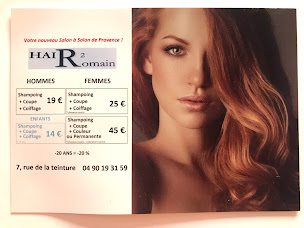 Votre nouveau Salon à Salon de Provence !
HAIR2
Romain
HOMMES FEMMES
Shampoing
+ Coupe
+ Coiffage
19 €
Shampoing
+ Coupe
+ Coiffage
25 €
ENFANTS
Shampoing
+ Coupe
+ Coiffage
14 €
Shampoing
+ Coupe
+ Couleur
ou Permanente
45 €
-20 ANS = -20 %
7, rue de la teinture 04 90 19 31 59